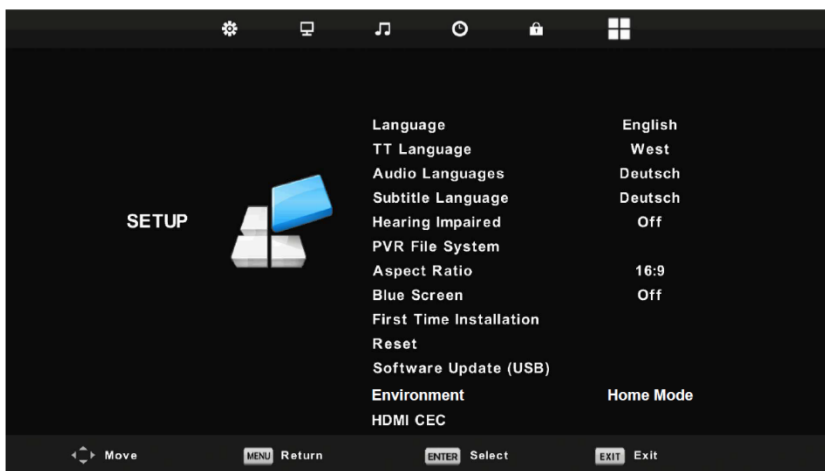 Language English
TT Language West
Audio Languages Deutsch
Subtitle Language Deutsch
SETUP Hearing Impaired Off
PVR File System
Aspect Ratio 16:9
Blue Screen Off
First Time Installation
Reset
Software Update (USB)
Environment Home Mode
HDMI CEC
Move MENU Return ENTER Select EXIT Exit